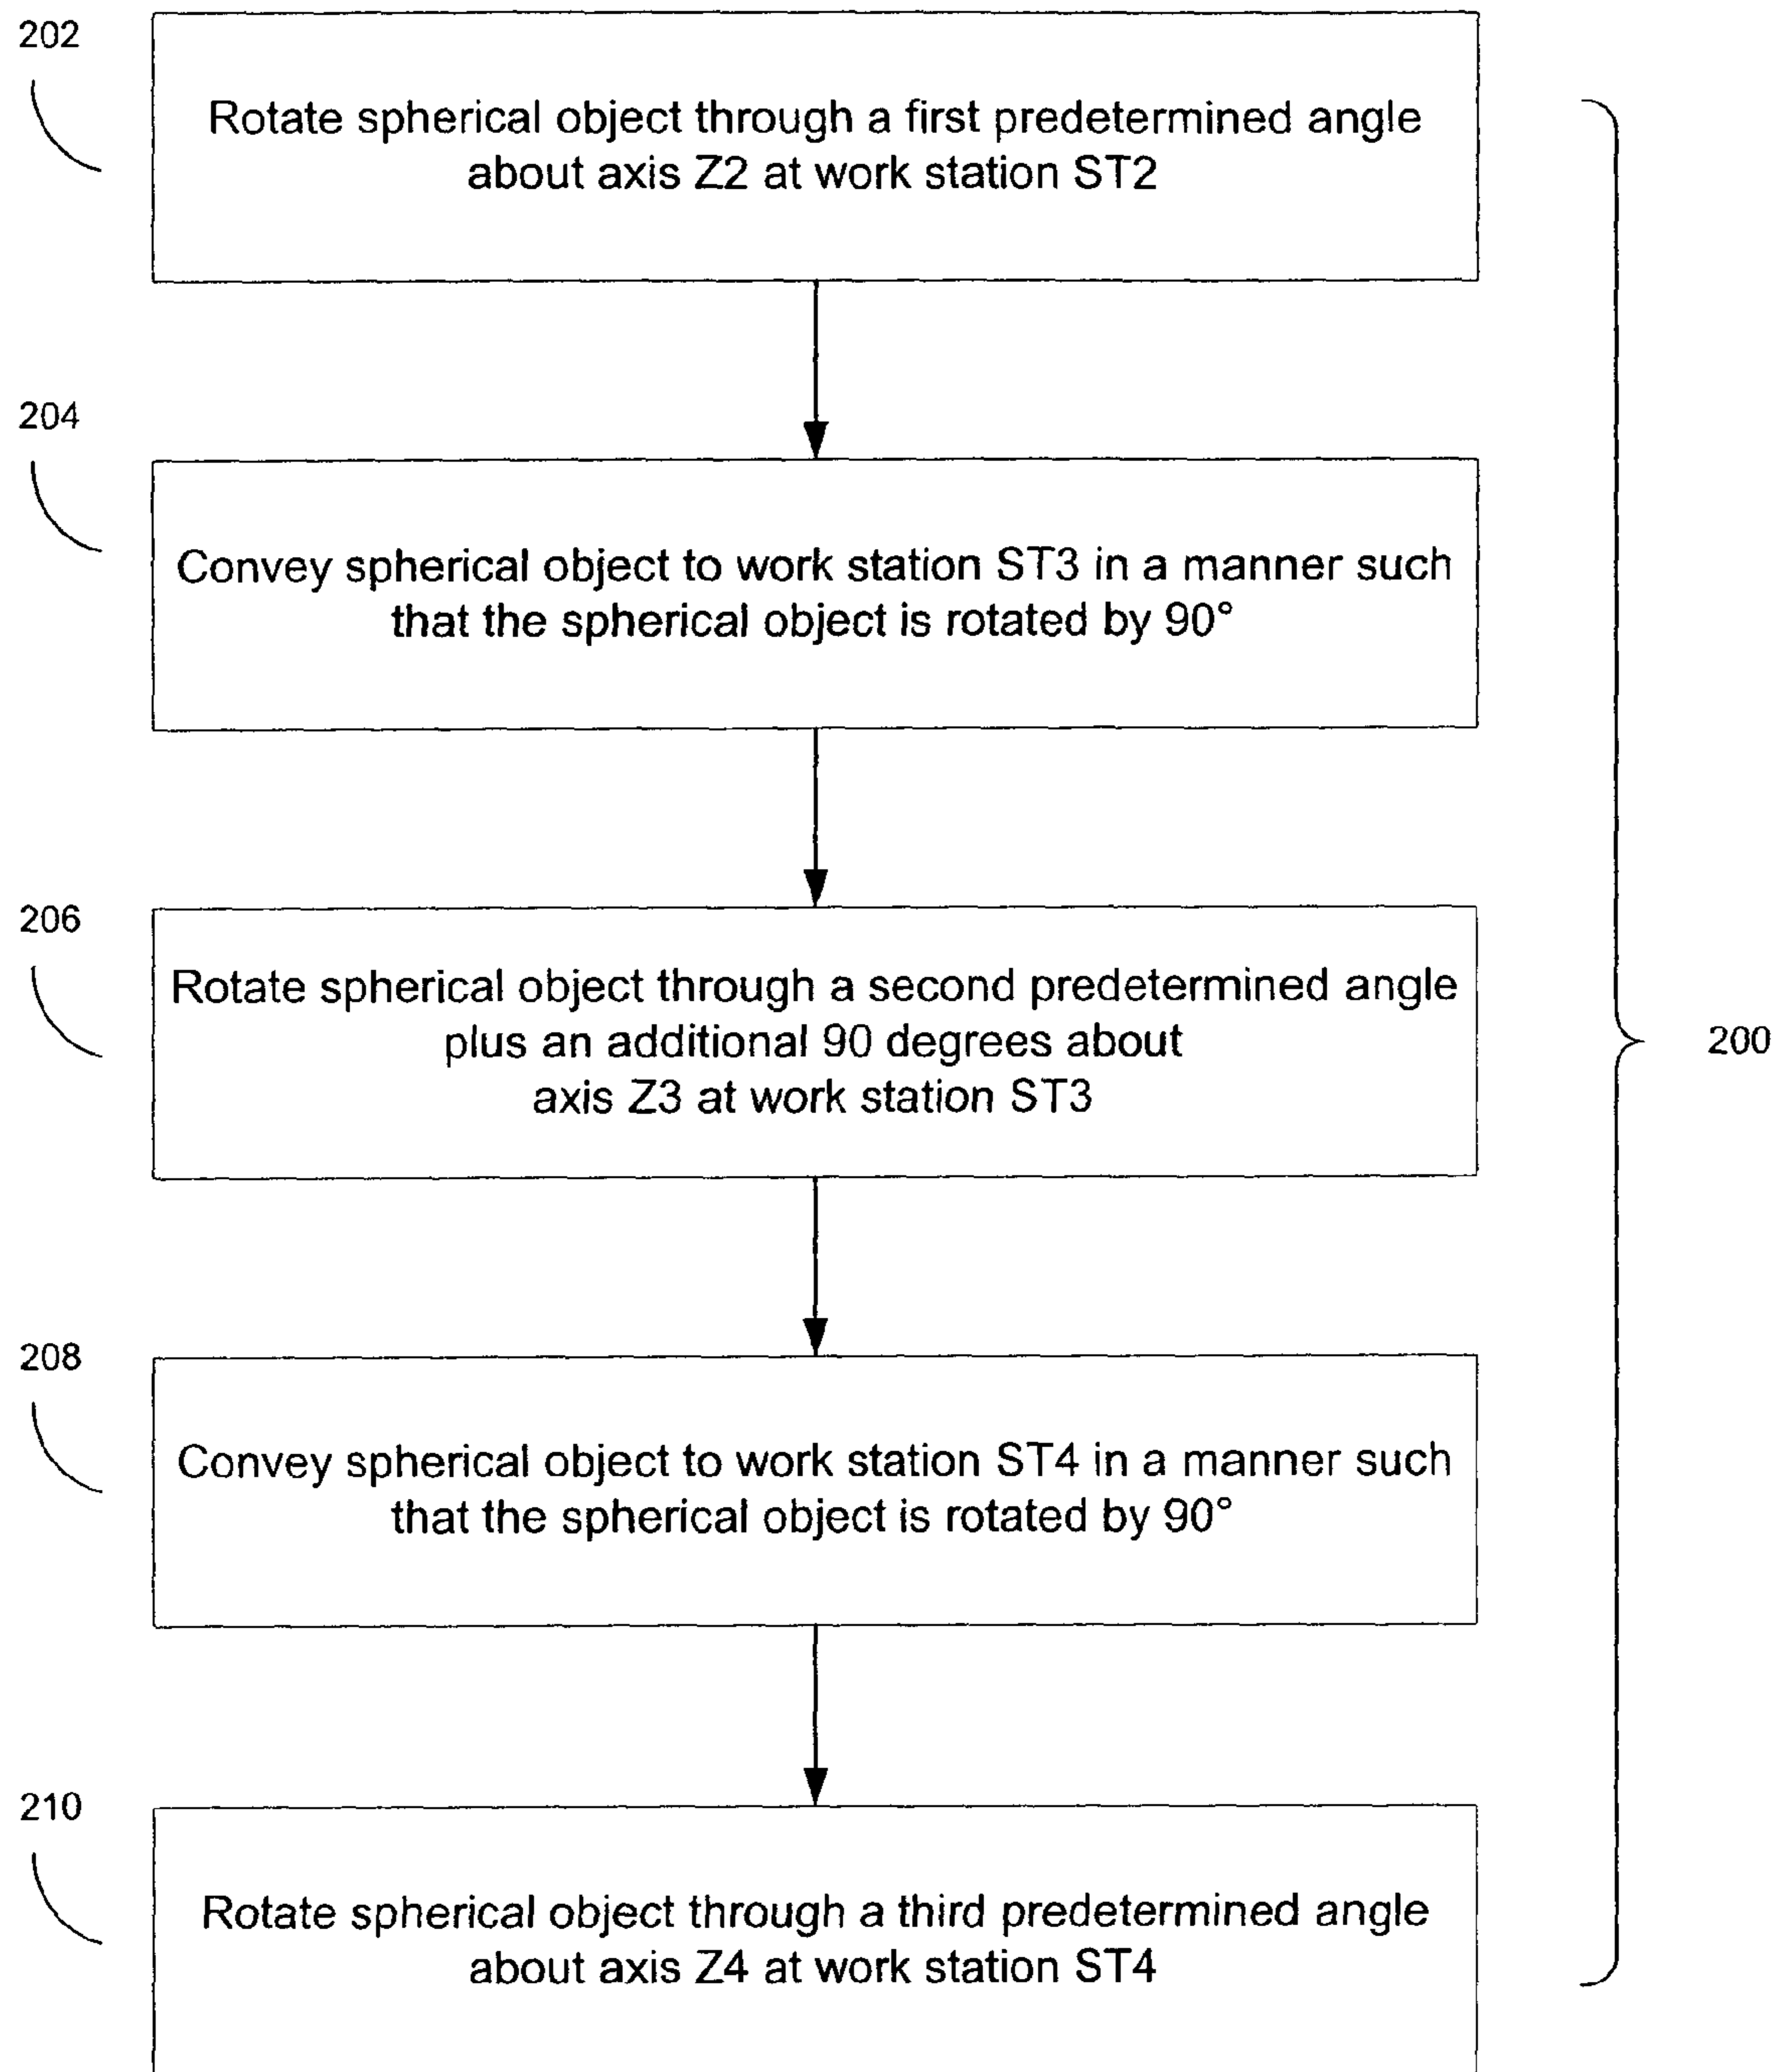 202
Rotate spherical object through a first predetermined angle
about axis Z2 at work station ST2
204
Convey spherical object to work station ST3 in a manner such
that the spherical object is rotated by 90°
206
Rotate spherical object through a second predetermined angle
plus an additional 90 degrees about
axis Z3 at work station ST3
200
208
Convey spherical object to work station ST4 in a manner such
that the spherical object is rotated by 90°
210
Rotate spherical object through a third predetermined angle
about axis Z4 at work station ST4